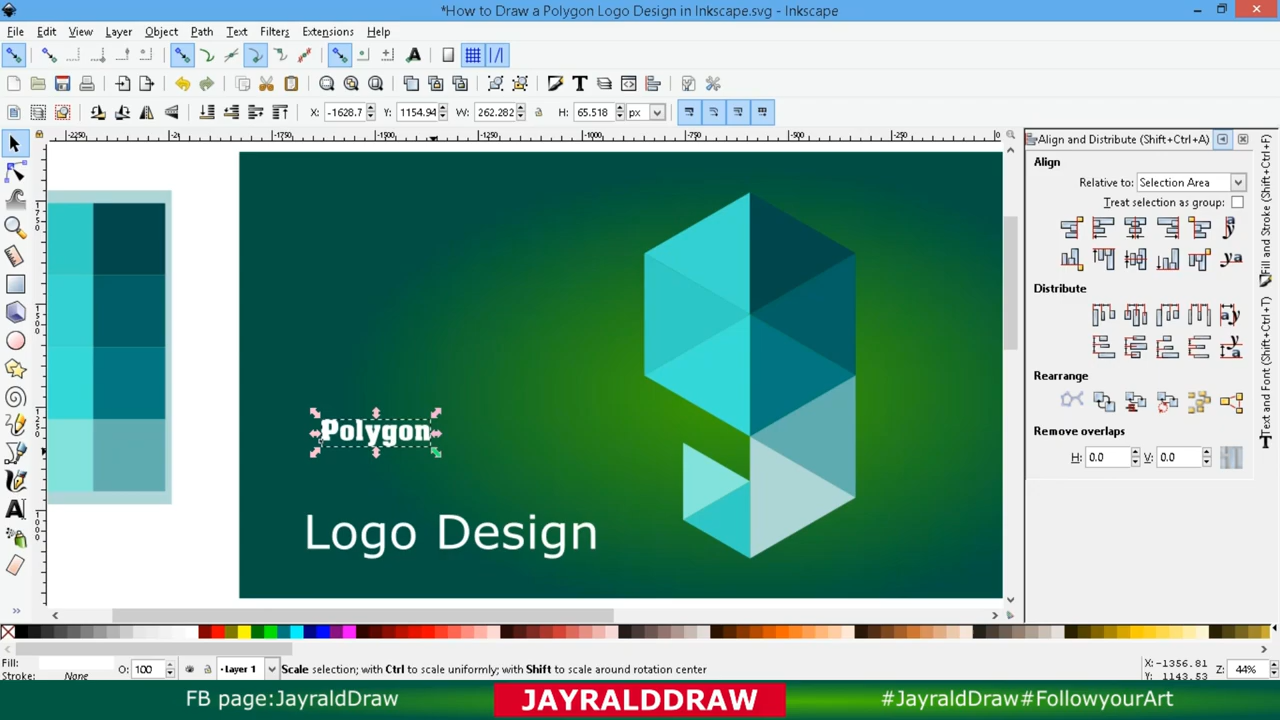 *How to Draw a Polygon Logo Design in Inkscape.svg - Inkscape
File Edit View Layer Object Path Text Filters Extensions Help
X: -1628.7 Y: 1154.94 W: 262.282 H: 65.518 px
Align and Distribute (Shift+Ctrl+A)
Align
Relative to: Selection Area
Treat selection as group:
Distribute
Rearrange
Remove overlaps
H: 0.0 V: 0.0
Fill and Stroke (Shift+Ctrl+F)
Text and Font (Shift+Ctrl+T)
Polygon
Logo Design
Fill:
Stroke: None
O: 100
Layer 1
Scale selection; with Ctrl to scale uniformly; with Shift to scale around rotation center
X: -1356.81
Y: 1143.53
Z: 44%
FB page:JayraldDraw JAYRALDDRAW #JayraldDraw#FollowyourArt